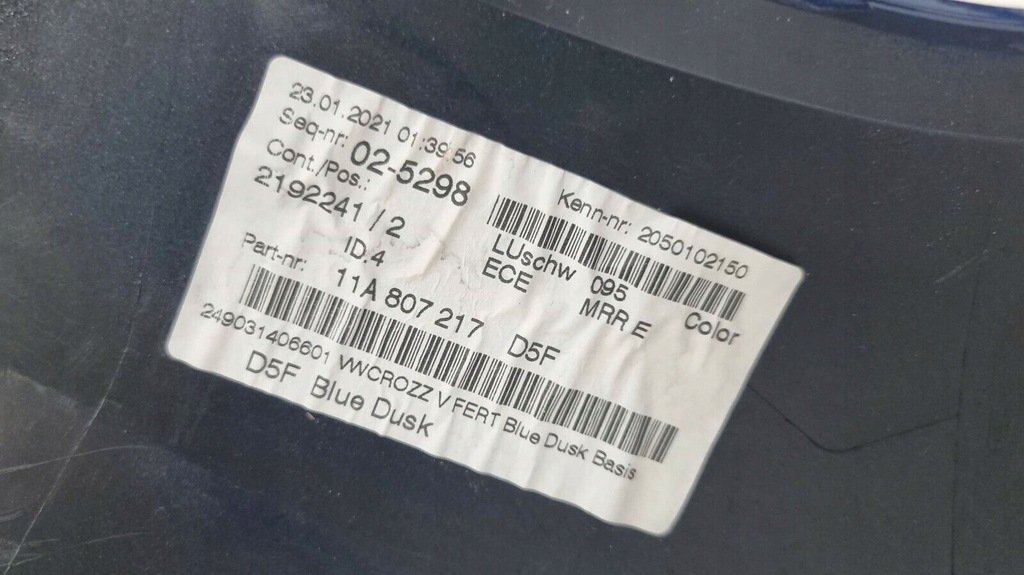 23.01.2021 01:39:56
Seq-nr: 02-5298
Kenn-nr: 2050102150
Cont./Pos.:
2192241 / 2
LUschw 095 Color
ECE MRR E
ID.4
Part-nr: 11A 807 217 D5F
249031406601 VWCROZZ V FERT Blue Dusk Basis
D5F Blue Dusk